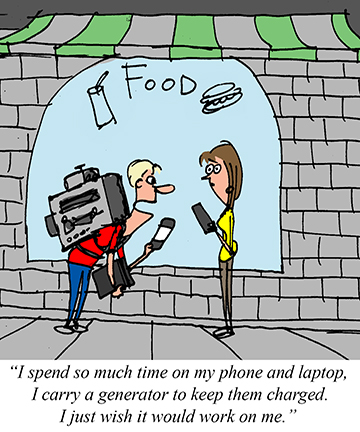 FOOD
“I spend so much time on my phone and laptop,
I carry a generator to keep them charged.
I just wish it would work on me.”